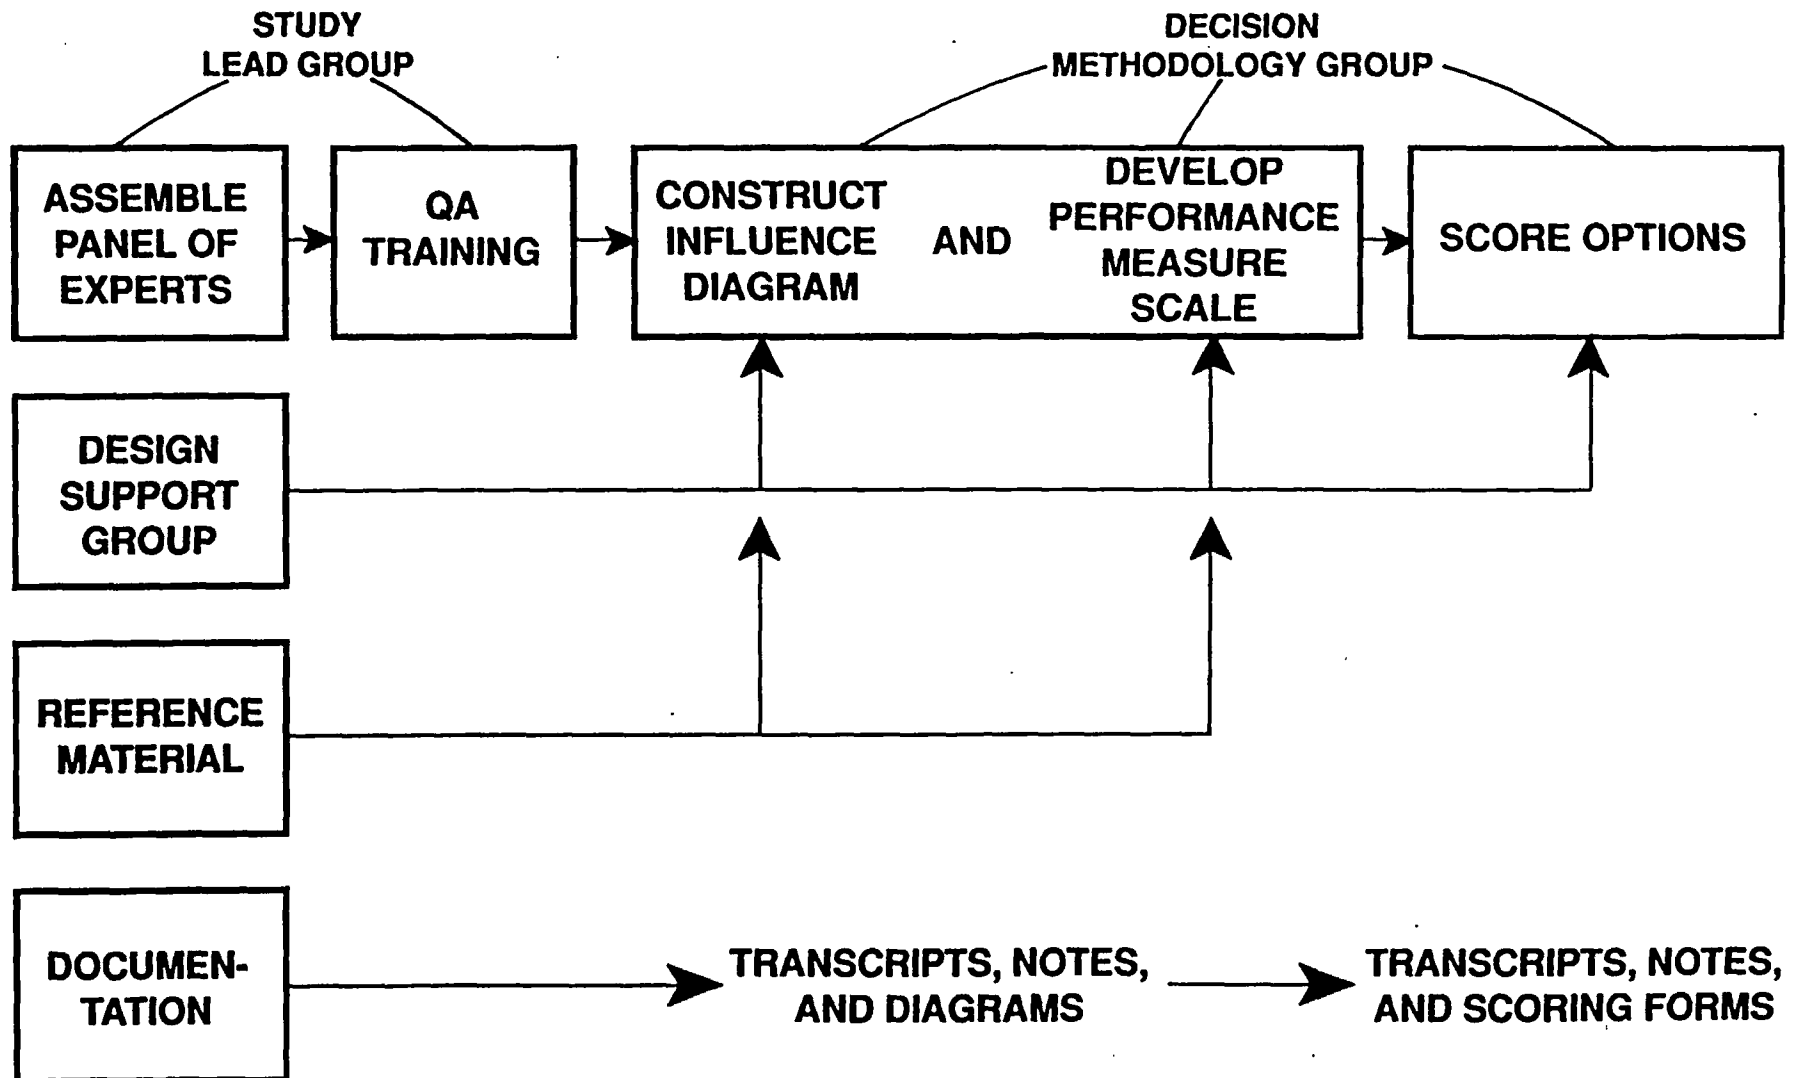 STUDY
LEAD GROUP
DECISION
METHODOLOGY GROUP
ASSEMBLE
PANEL OF
EXPERTS
QA
TRAINING
CONSTRUCT
INFLUENCE
DIAGRAM
AND
DEVELOP
PERFORMANCE
MEASURE
SCALE
SCORE OPTIONS
DESIGN
SUPPORT
GROUP
REFERENCE
MATERIAL
DOCUMEN-
TATION
TRANSCRIPTS, NOTES,
AND DIAGRAMS
TRANSCRIPTS, NOTES,
AND SCORING FORMS